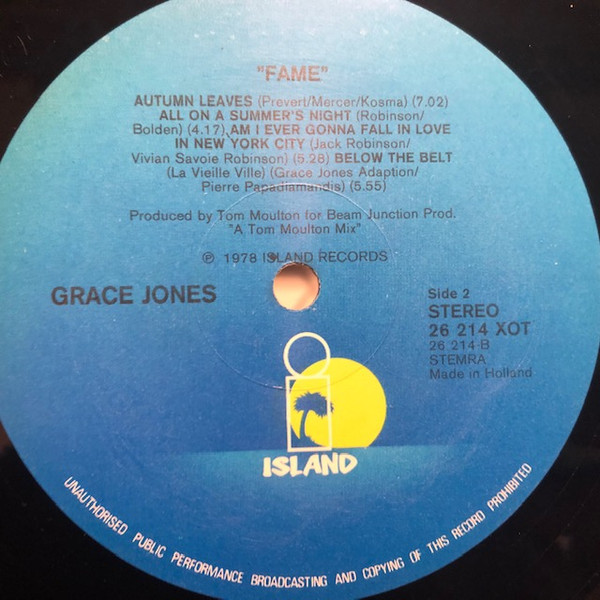 "FAME"
AUTUMN LEAVES (Prevert/Mercer/Kosma) (7.02)
ALL ON A SUMMER'S NIGHT (Robinson/
Bolden) (4.17) AM I EVER GONNA FALL IN LOVE
IN NEW YORK CITY (Jack Robinson/
Vivian Savoie Robinson) (5.28) BELOW THE BELT
(La Vieille Ville) (Grace Jones Adaption/
Pierre Papadiamandis) (5.55)
Produced by Tom Moulton for Beam Junction Prod.
"A Tom Moulton Mix"
℗ 1978 ISLAND RECORDS
GRACE JONES
Side 2
STEREO
26 214 XOT
26 214 B
STEMRA
Made in Holland
ISLAND
UNAUTHORISED PUBLIC PERFORMANCE BROADCASTING AND COPYING OF THIS RECORD PROHIBITED